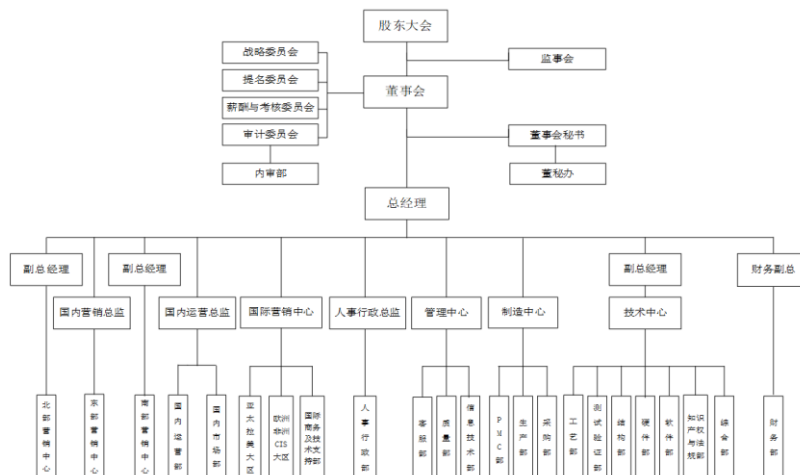 股东大会
战略委员会
监事会
提名委员会
董事会
薪酬与考核委员会
审计委员会
董事会秘书
内审部
董秘办
总经理
副总经理
副总经理
副总经理
财务副总
国内营销总监
国内运营总监
国际营销中心
人事行政总监
管理中心
制造中心
技术中心
北部营销中心
东部营销中心
南部营销中心
国内运营部
国内市场部
亚太拉美大区
欧洲
非洲
CIS
大区
国际
商务
及技
术支
持部
人事行政部
客服部
质量部
信息技术部
PMC部
生产部
采购部
工艺部
测试验证部
结构部
硬件部
软件部
知识
产权
与法
规部
综合部
财务部